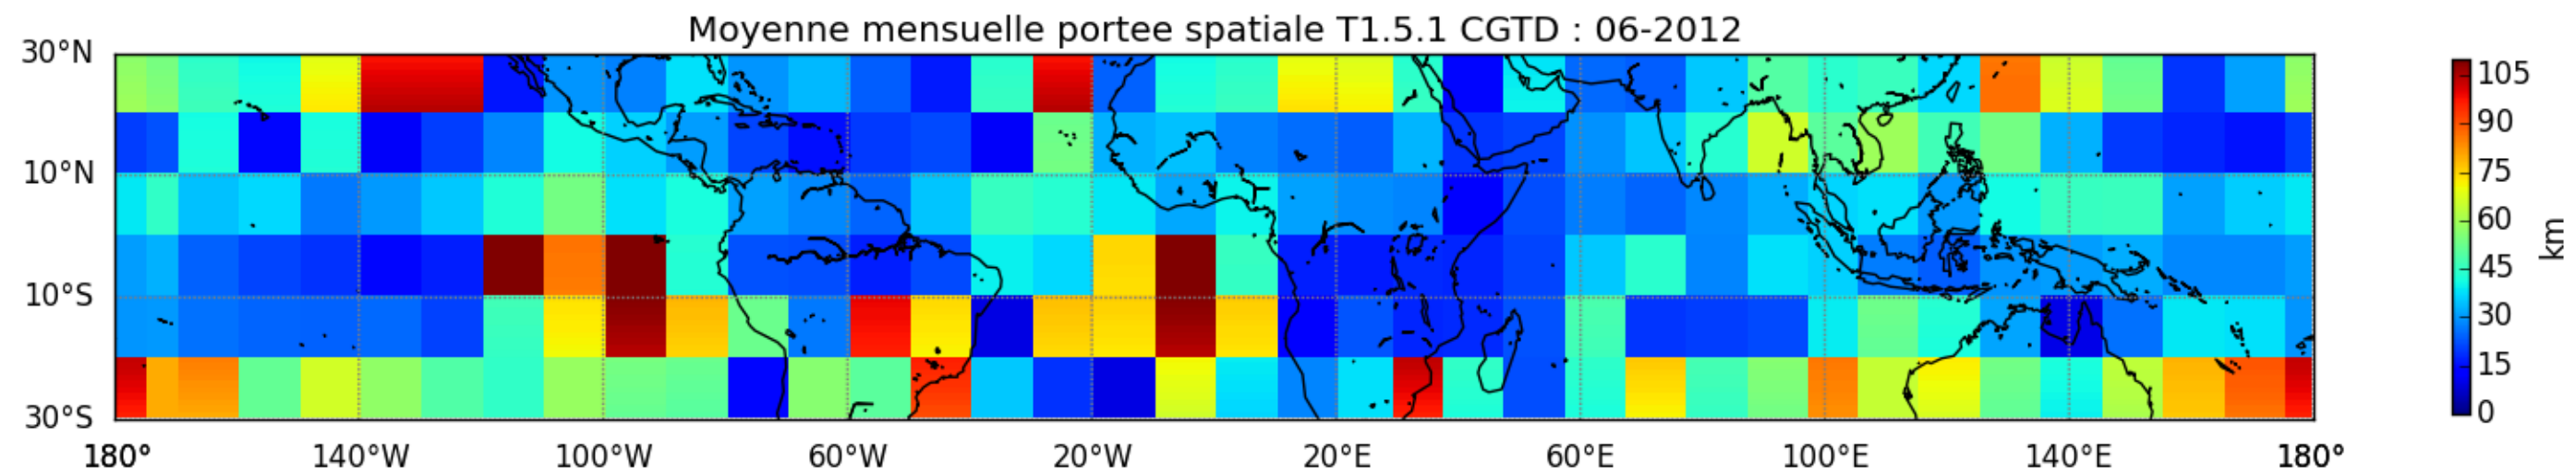 Moyenne mensuelle portee spatiale T1.5.1 CGTD : 06-2012
30°N
10°N
10°S
30°S
180° 140°W 100°W 60°W 20°W 20°E 60°E 100°E 140°E 180°
105
90
75
60
45
30
15
0
km